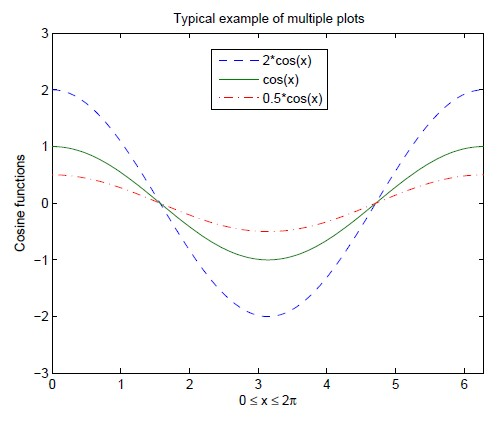 Typical example of multiple plots
3
2*cos(x)
cos(x)
0.5*cos(x)
2
1
0
−1
−2
−3
Cosine functions
0 1 2 3 4 5 6
0 ≤ x ≤ 2π